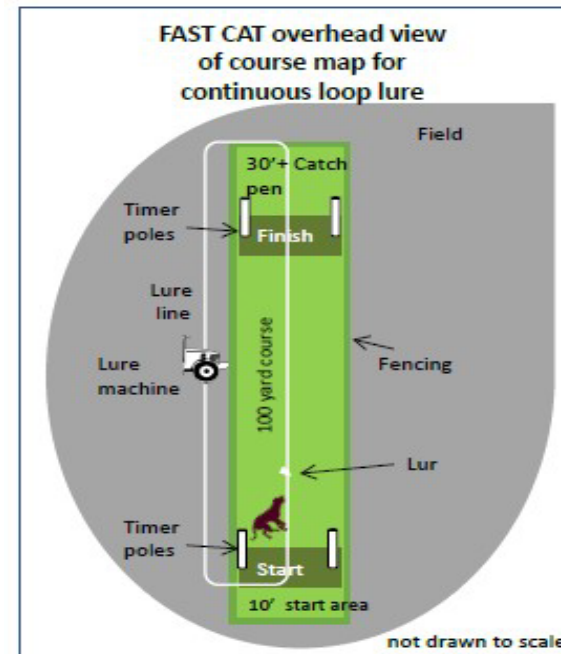 FAST CAT overhead view
of course map for
continuous loop lure
Field
30'+ Catch
pen
Timer
poles
Finish
Lure
line
100 yard course
Lure
machine
Fencing
Lur
Timer
poles
Start
10' start area
not drawn to scale